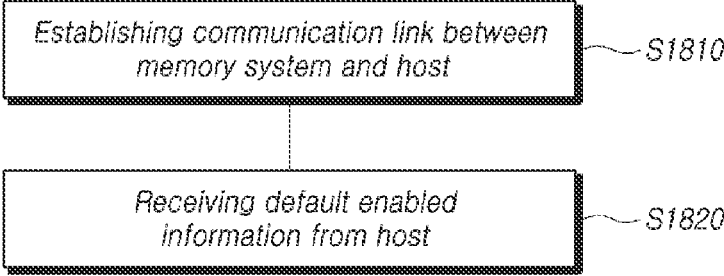 Establishing communication link between
memory system and host
S1810
Receiving default enabled
information from host
S1820